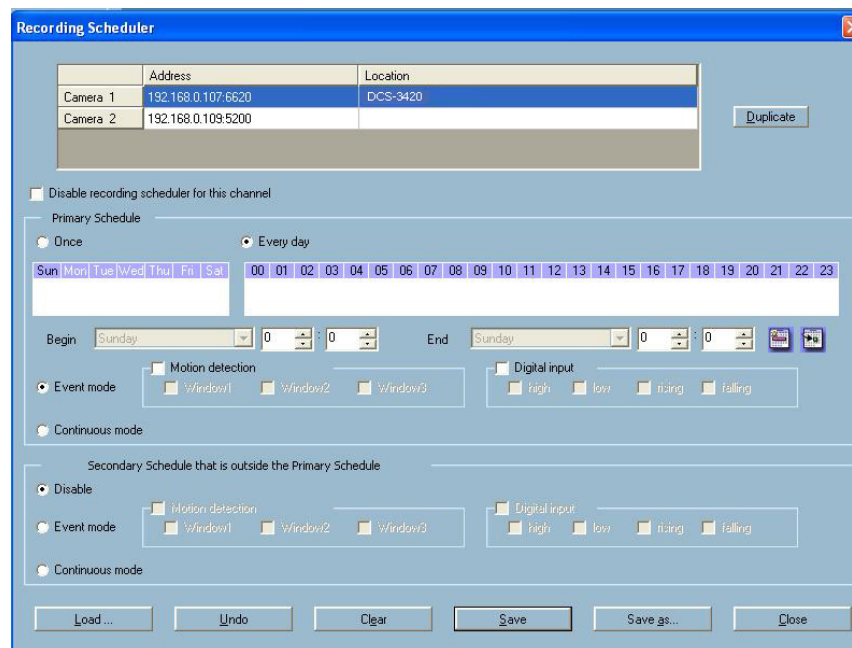 Recording Scheduler
Address Location
Camera 1 192.168.0.107:6620 DCS-3420
Camera 2 192.168.0.109:5200
Duplicate
Disable recording scheduler for this channel
Primary Schedule
Once Every day
Sun Mon Tue Wed Thu Fri Sat 00 01 02 03 04 05 06 07 08 09 10 11 12 13 14 15 16 17 18 19 20 21 22 23
Begin Sunday 0 : 0 End Sunday 0 : 0
Motion detection Digital input
Event mode Window1 Window2 Window3 high low rising falling
Continuous mode
Secondary Schedule that is outside the Primary Schedule
Disable
Motion detection Digital input
Event mode Window1 Window2 Window3 high low rising falling
Continuous mode
Load ... Undo Clear Save Save as... Close